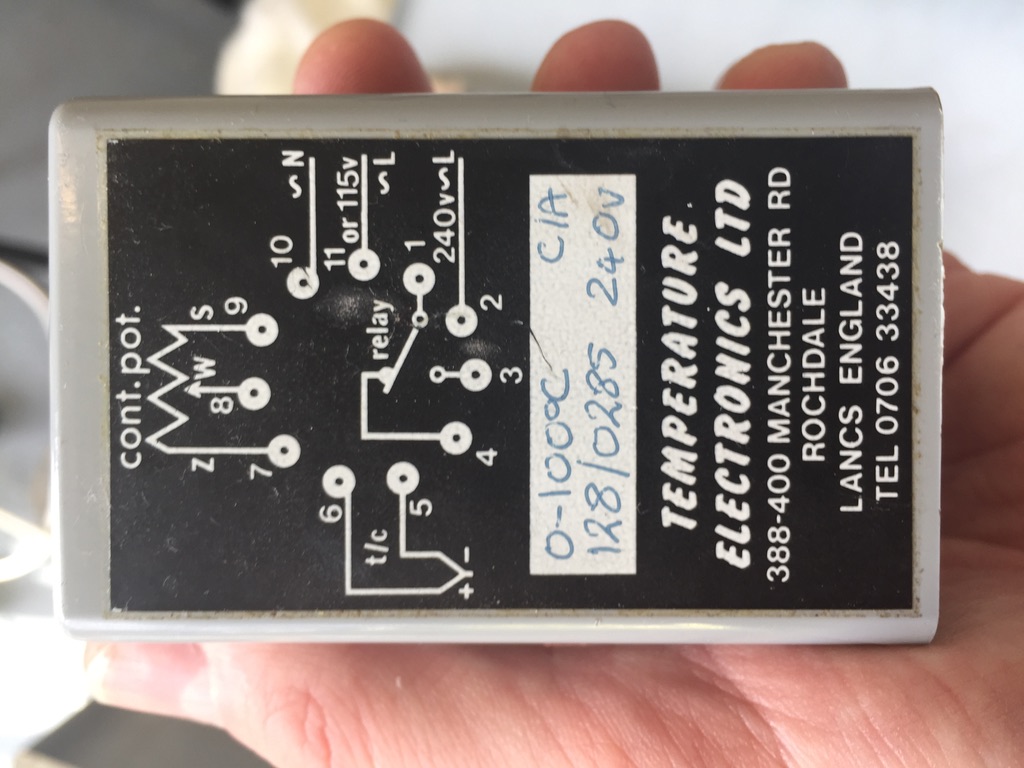 cont.pot.
Z W S
7 8 9
10 ∿ N
11 or 115v ∿ L
relay
1
240v ∿ L
2
3
4
5
6
t/c
+ -
0-100°C C/A
128/0285 240V
TEMPERATURE
ELECTRONICS LTD
388-400 MANCHESTER RD
ROCHDALE
LANCS ENGLAND
TEL 0706 33438